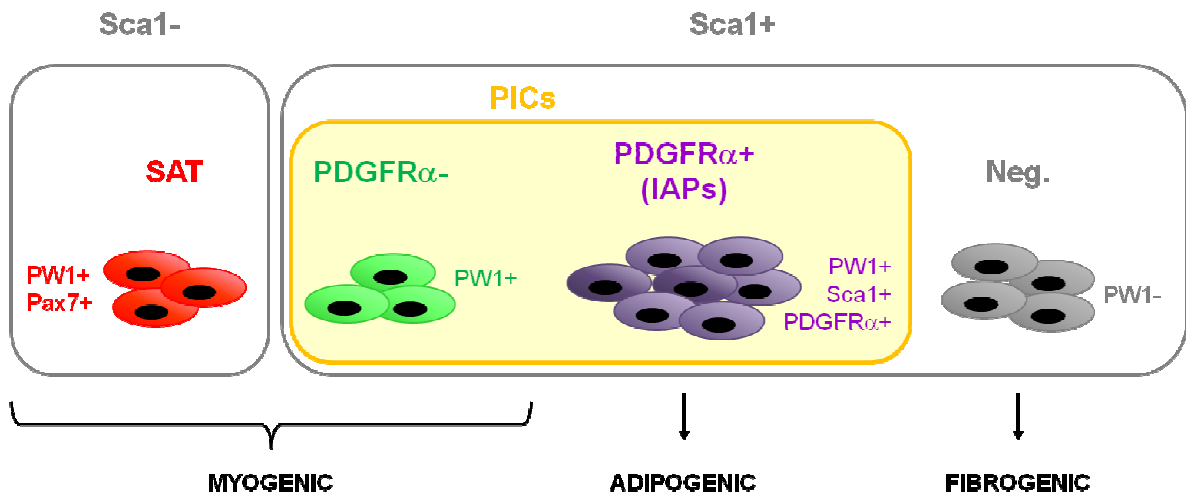 Sca1-
Sca1+
PICs
SAT
PDGFRα-
PDGFRα+
(IAPs)
Neg.
PW1+
Pax7+
PW1+
PW1+
Sca1+
PDGFRα+
PW1-
MYOGENIC
ADIPOGENIC
FIBROGENIC